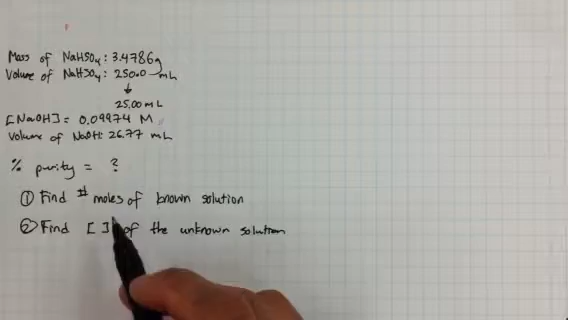 Mass of NaHSO4: 3.4786g
Volume of NaHSO4: 250.0 mL
↓
25.00 mL
[NaOH] = 0.09974 M
Volume of NaOH: 26.77 mL
% purity = ?
① Find # moles of known solution
② Find [ ] of the unknown solution